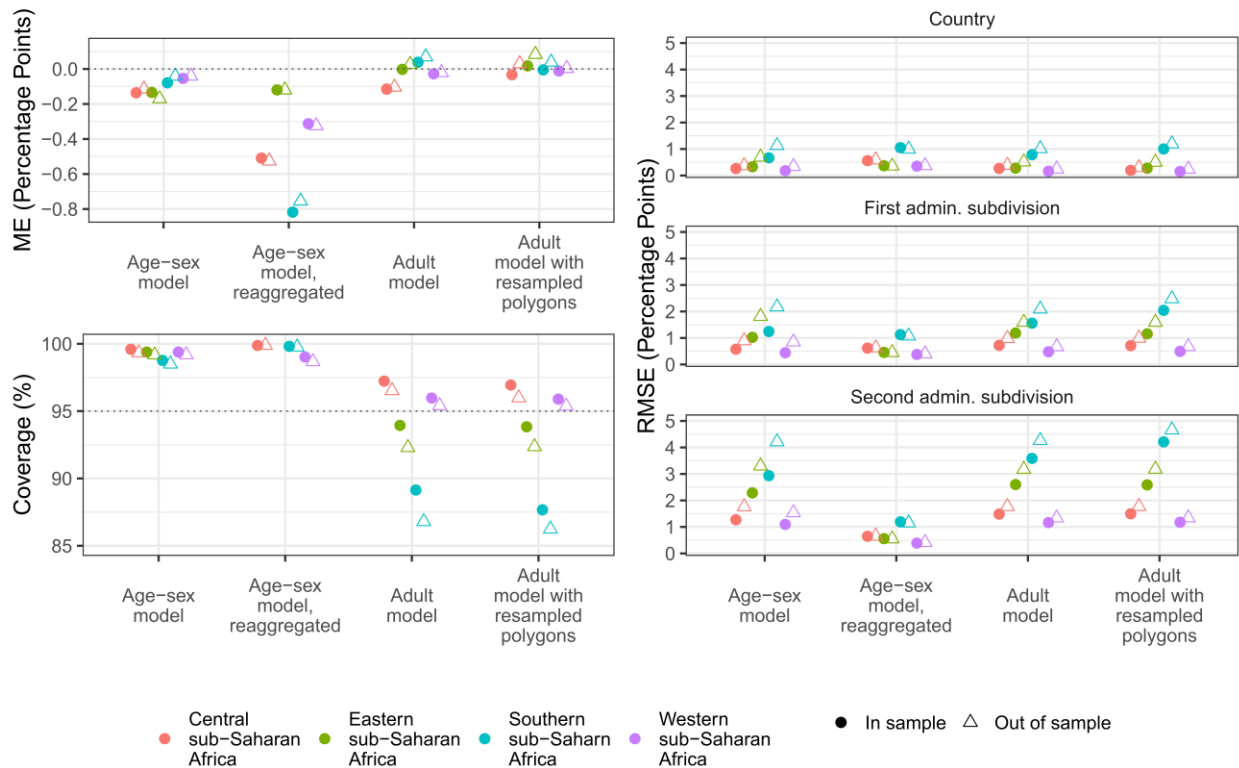 ME (Percentage Points)
0.0
−0.2
−0.4
−0.6
−0.8
Age−sex
model
Age−sex
model,
reaggregated
Adult
model
Adult
model with
resampled
polygons
Coverage (%)
100
95
90
85
Age−sex
model
Age−sex
model,
reaggregated
Adult
model
Adult
model with
resampled
polygons
RMSE (Percentage Points)
Country
5
4
3
2
1
0
First admin. subdivision
5
4
3
2
1
0
Second admin. subdivision
5
4
3
2
1
0
Age−sex
model
Age−sex
model,
reaggregated
Adult
model
Adult
model with
resampled
polygons
Central
sub−Saharan
Africa
Eastern
sub−Saharan
Africa
Southern
sub−Saharn
Africa
Western
sub−Saharan
Africa
In sample
Out of sample